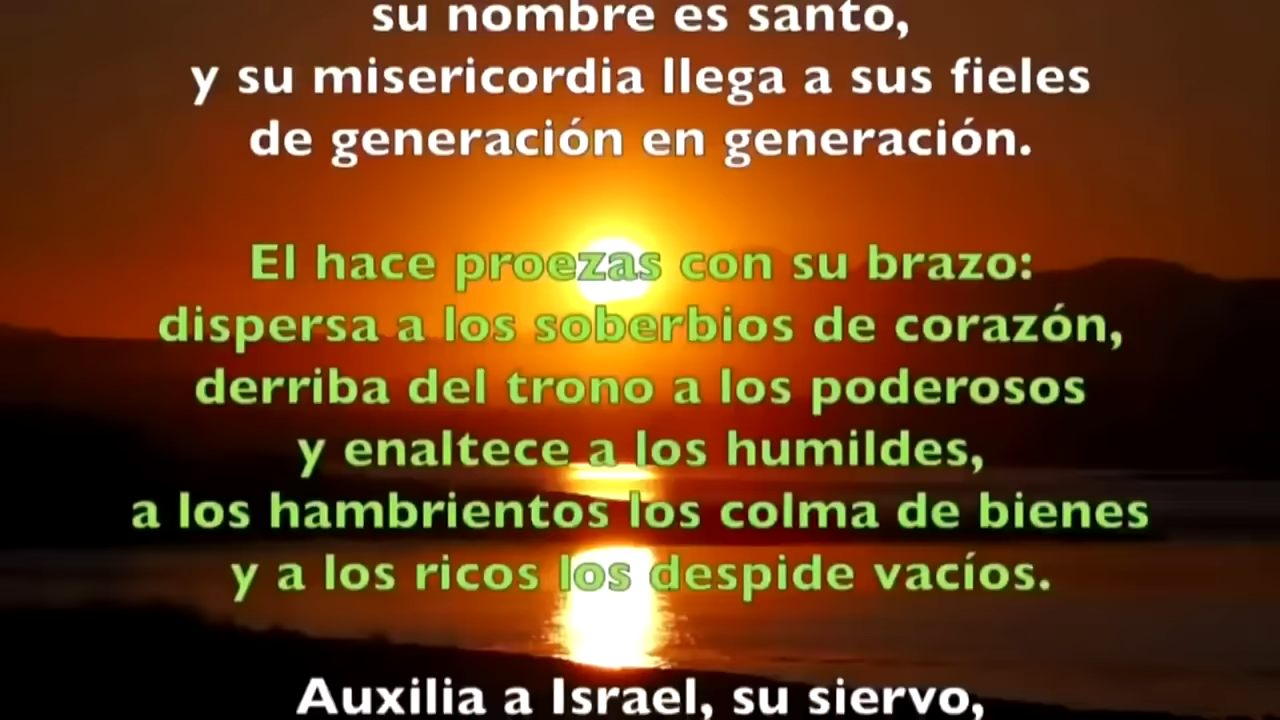 su nombre es santo,
y su misericordia llega a sus fieles
de generación en generación.
El hace proezas con su brazo:
dispersa a los soberbios de corazón,
derriba del trono a los poderosos
y enaltece a los humildes,
a los hambrientos los colma de bienes
y a los ricos los despide vacíos.
Auxilia a Israel, su siervo,